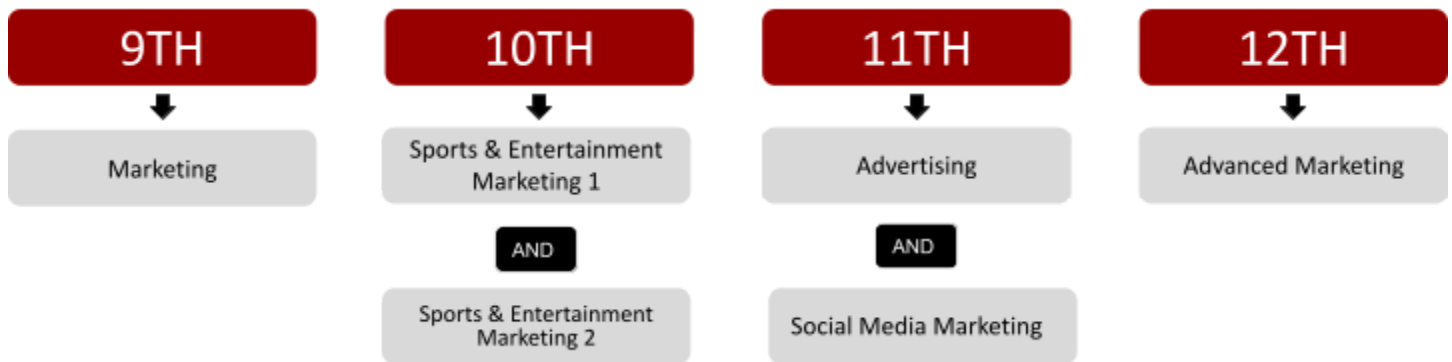 9TH
Marketing
10TH
Sports & Entertainment
Marketing 1
AND
Sports & Entertainment
Marketing 2
11TH
Advertising
AND
Social Media Marketing
12TH
Advanced Marketing